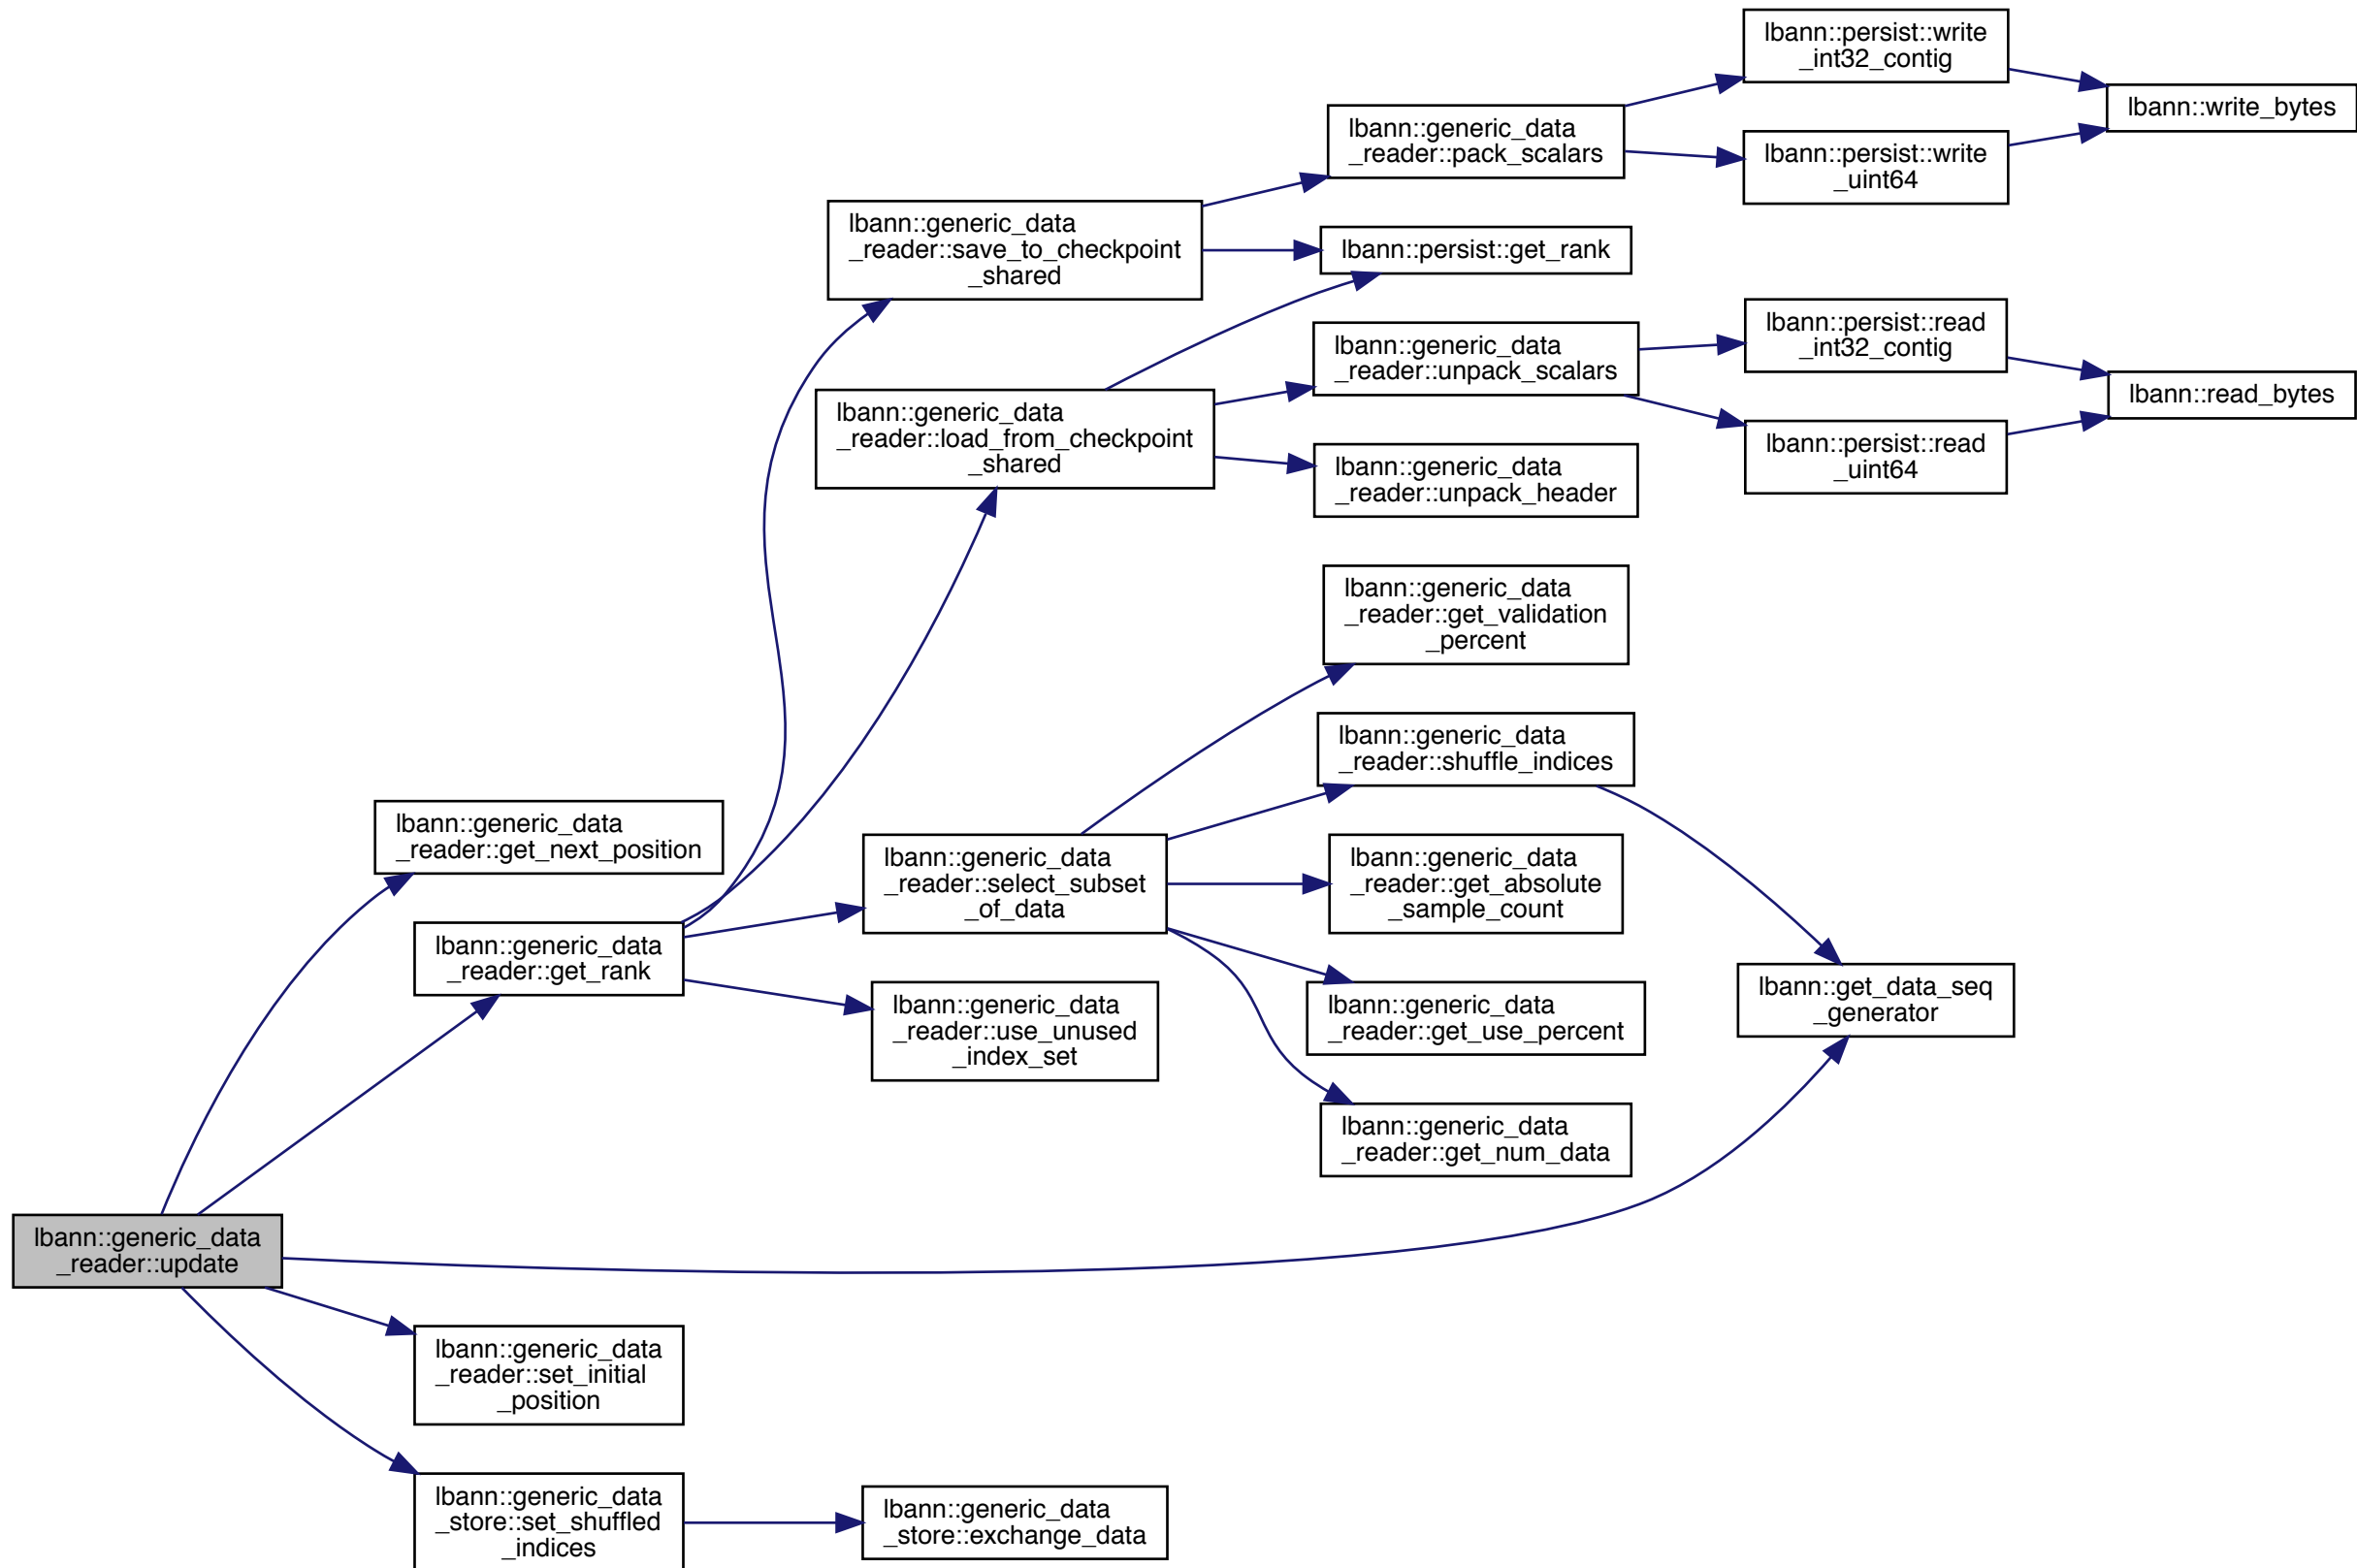 lbann::persist::write
_int32_contig
lbann::write_bytes
lbann::generic_data
_reader::pack_scalars
lbann::persist::write
_uint64
lbann::generic_data
_reader::save_to_checkpoint
_shared
lbann::persist::get_rank
lbann::persist::read
_int32_contig
lbann::generic_data
_reader::unpack_scalars
lbann::read_bytes
lbann::generic_data
_reader::load_from_checkpoint
_shared
lbann::persist::read
_uint64
lbann::generic_data
_reader::unpack_header
lbann::generic_data
_reader::get_validation
_percent
lbann::generic_data
_reader::shuffle_indices
lbann::generic_data
_reader::get_next_position
lbann::generic_data
_reader::select_subset
_of_data
lbann::generic_data
_reader::get_absolute
_sample_count
lbann::generic_data
_reader::get_rank
lbann::get_data_seq
_generator
lbann::generic_data
_reader::use_unused
_index_set
lbann::generic_data
_reader::get_use_percent
lbann::generic_data
_reader::get_num_data
lbann::generic_data
_reader::update
lbann::generic_data
_reader::set_initial
_position
lbann::generic_data
_store::set_shuffled
_indices
lbann::generic_data
_store::exchange_data